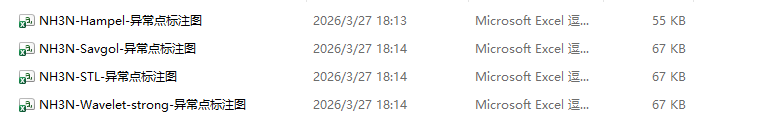 NH3N-Hampel-异常点标注图 2026/3/27 18:13 Microsoft Excel 逗... 55 KB
NH3N-Savgol-异常点标注图 2026/3/27 18:14 Microsoft Excel 逗... 67 KB
NH3N-STL-异常点标注图 2026/3/27 18:14 Microsoft Excel 逗... 67 KB
NH3N-Wavelet-strong-异常点标注图 2026/3/27 18:14 Microsoft Excel 逗... 67 KB